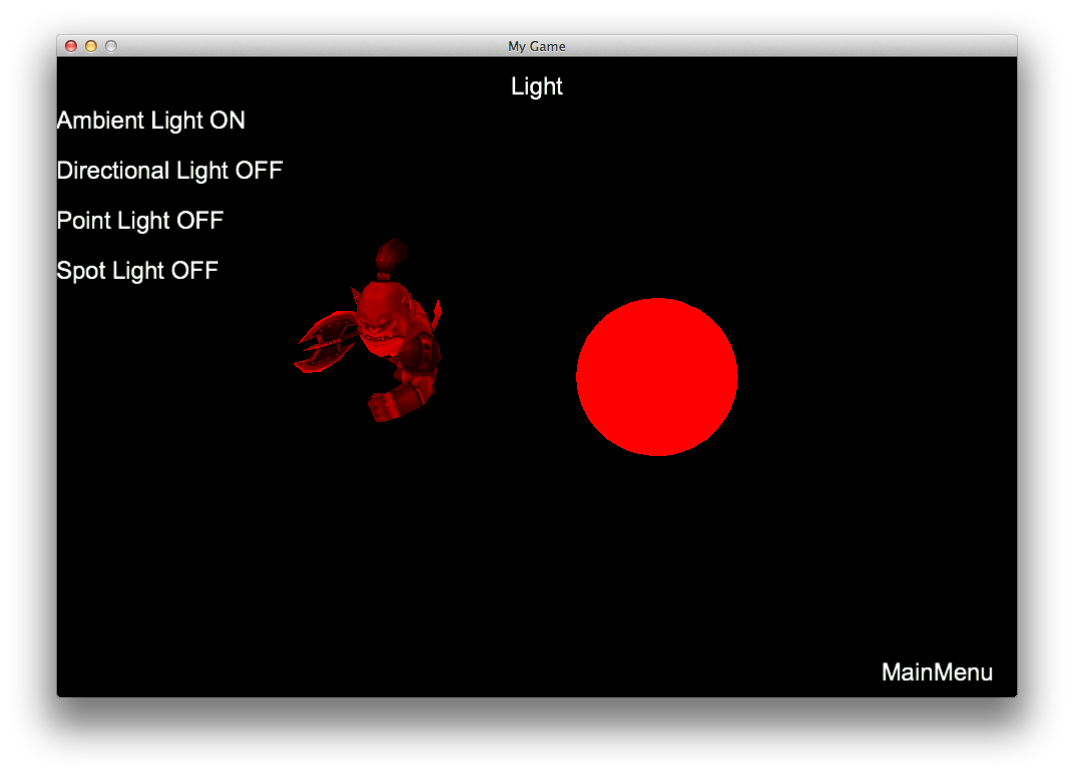 My Game
Light
Ambient Light ON
Directional Light OFF
Point Light OFF
Spot Light OFF
MainMenu